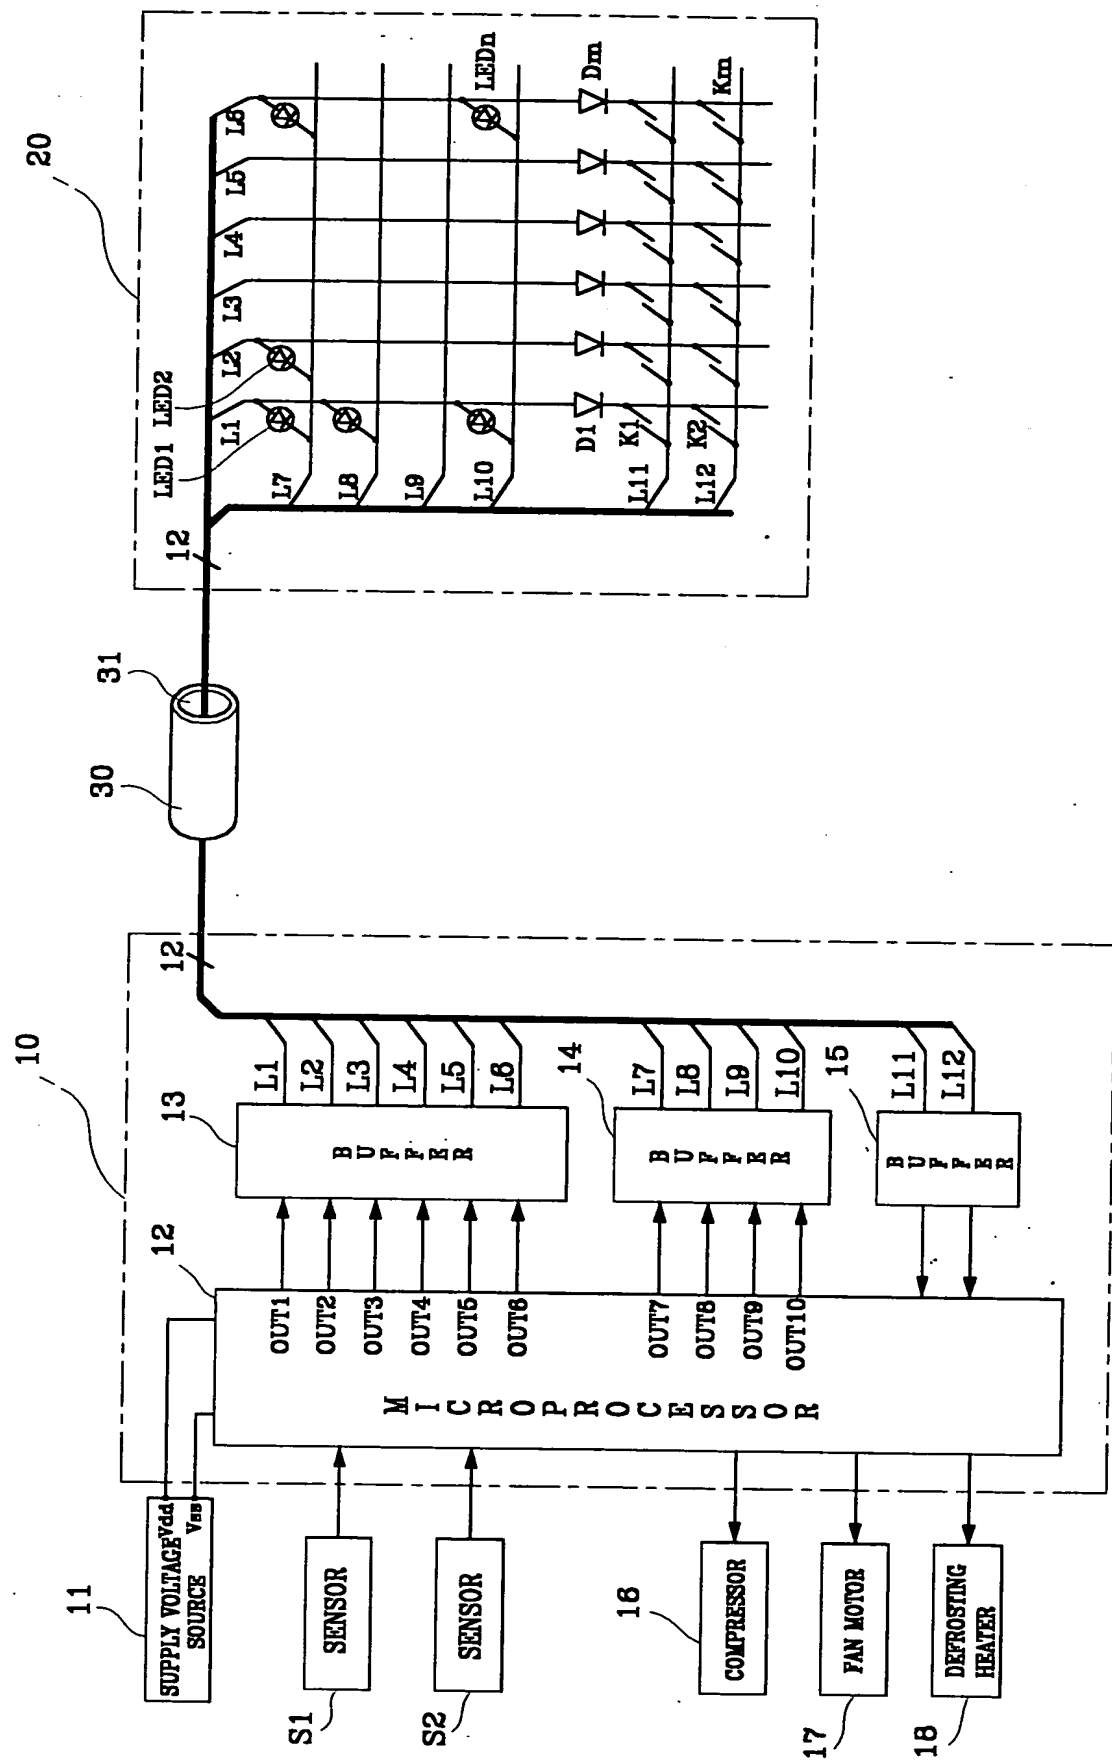 10
11
SUPPLY VOLTAGE
SOURCE
Vdd
Vss
S1
SENSOR
S2
SENSOR
16
COMPRESSOR
17
FAN MOTOR
18
DEFROSTING
HEATER
12
MICROPROCESSOR
OUT1
OUT2
OUT3
OUT4
OUT5
OUT6
OUT7
OUT8
OUT9
OUT10
13
BUFFER
14
BUFFER
15
BUFFER
L1
L2
L3
L4
L5
L6
L7
L8
L9
L10
L11
L12
12
30
31
20
12
LED1
LED2
L1
L2
L3
L4
L5
L6
L7
L8
L9
L10
LEDn
D1
Dm
L11
K1
L12
K2
Km